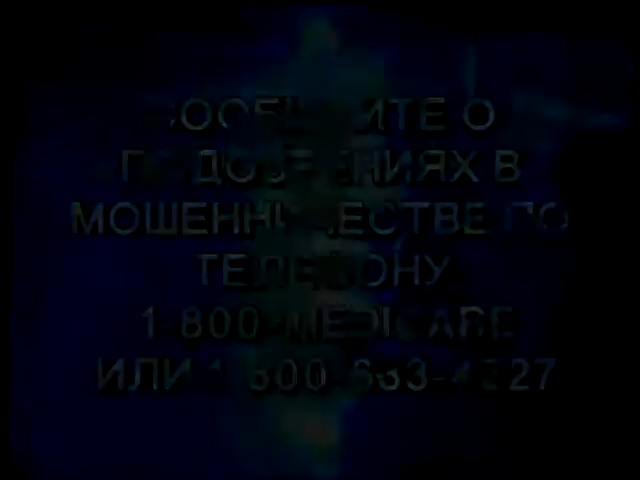 СООБЩИТЕ О
ПОДОЗРЕНИЯХ В
МОШЕННИЧЕСТВЕ ПО
ТЕЛЕФОНУ
1-800-MEDICARE
ИЛИ 1-800-633-4227